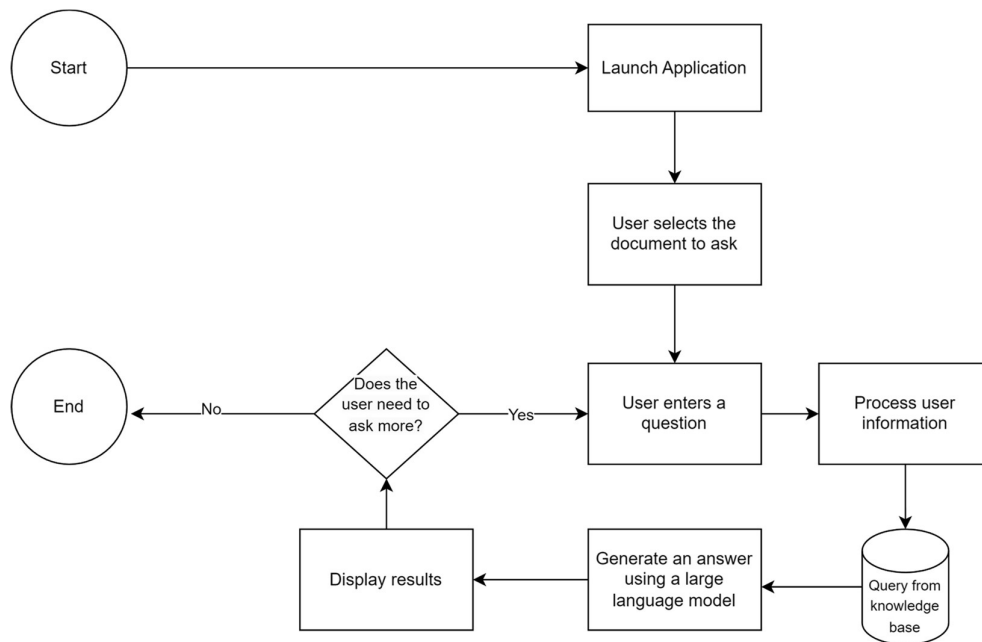 Start
Launch Application
User selects the
document to ask
Does the
user need to
ask more?
No
Yes
End
User enters a
question
Process user
information
Display results
Generate an answer
using a large
language model
Query from
knowledge
base